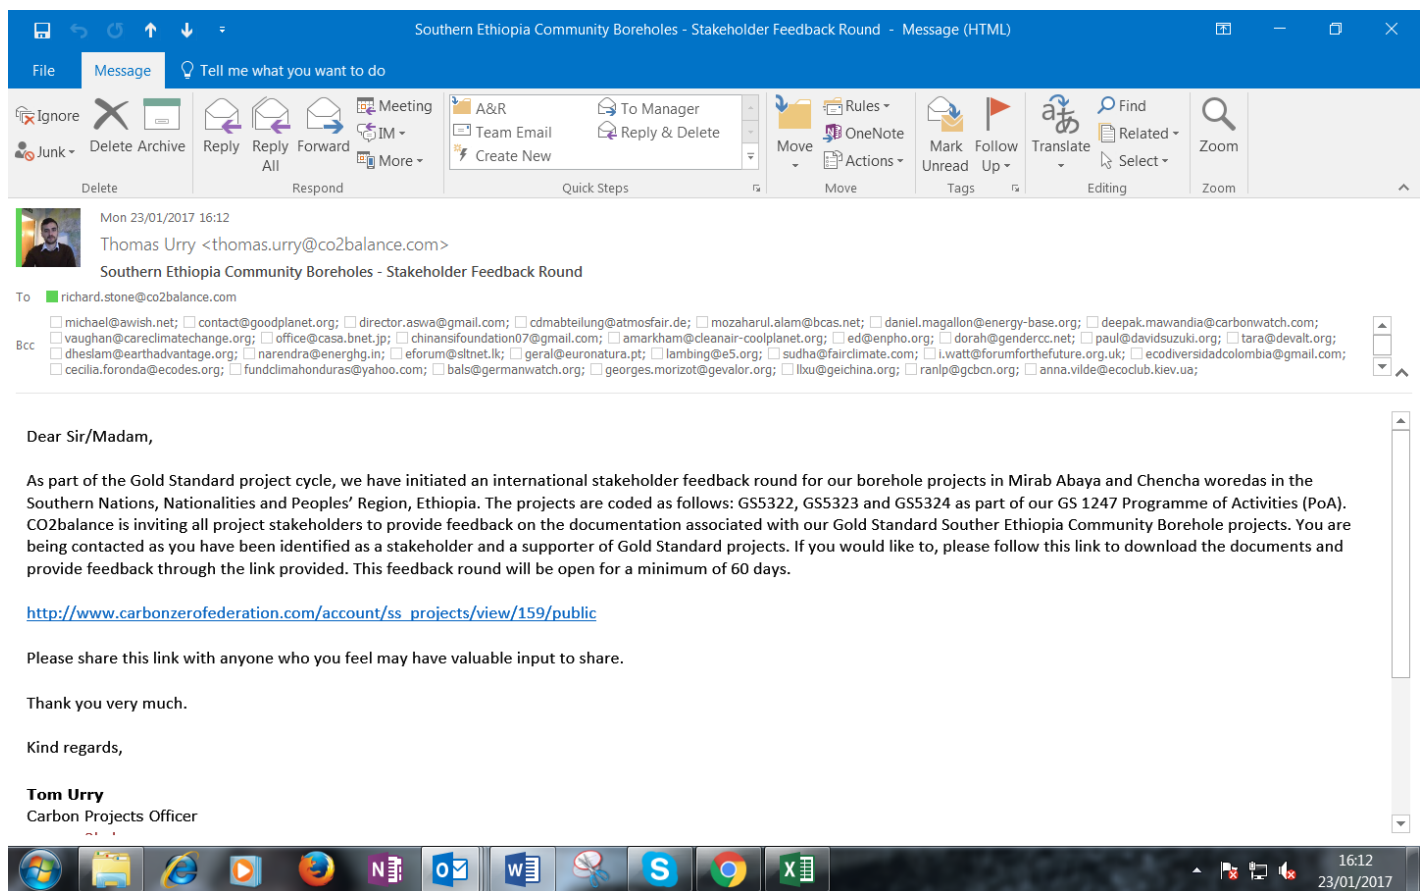 Southern Ethiopia Community Boreholes - Stakeholder Feedback Round - Message (HTML)
File Message Tell me what you want to do
Ignore
Junk
Delete
Archive
Reply
Reply All
Forward
Meeting
IM
More
A&R
Team Email
Create New
To Manager
Reply & Delete
Move
Rules
OneNote
Actions
Mark Unread
Follow Up
Translate
Find
Related
Select
Zoom
Delete Respond Quick Steps Move Tags Editing Zoom
Mon 23/01/2017 16:12
Thomas Urry <thomas.urry@co2balance.com>
Southern Ethiopia Community Boreholes - Stakeholder Feedback Round
To richard.stone@co2balance.com
Bcc
michael@awish.net; contact@goodplanet.org; director.aswa@gmail.com; cdmabteilung@atmosfair.de; mozaharul.alam@bcas.net; daniel.magallon@energy-base.org; deepak.mawandia@carbonwatch.com;
vaughan@careclimatechange.org; office@casa.bnet.jp; chinansifoundation07@gmail.com; amarkham@cleanair-coolplanet.org; ed@enpho.org; dorah@gendercc.net; paul@davidsuzuki.org; tara@devalt.org;
dheslam@earthadvantage.org; narendra@energhg.in; eforum@sltnet.lk; geral@euronatura.pt; lambing@e5.org; sudha@fairclimate.com; i.watt@forumforthefuture.org.uk; ecodiversidadcolombia@gmail.com;
cecilia.foronda@ecodes.org; fundclimahonduras@yahoo.com; bals@germanwatch.org; georges.morizot@gevalor.org; llxu@geichina.org; ranlp@gcbcn.org; anna.vilde@ecoclub.kiev.ua;
Dear Sir/Madam,
As part of the Gold Standard project cycle, we have initiated an international stakeholder feedback round for our borehole projects in Mirab Abaya and Chencha woredas in the
Southern Nations, Nationalities and Peoples' Region, Ethiopia. The projects are coded as follows: GS5322, GS5323 and GS5324 as part of our GS 1247 Programme of Activities (PoA).
CO2balance is inviting all project stakeholders to provide feedback on the documentation associated with our Gold Standard Souther Ethiopia Community Borehole projects. You are
being contacted as you have been identified as a stakeholder and a supporter of Gold Standard projects. If you would like to, please follow this link to download the documents and
provide feedback through the link provided. This feedback round will be open for a minimum of 60 days.
http://www.carbonzerofederation.com/account/ss_projects/view/159/public
Please share this link with anyone who you feel may have valuable input to share.
Thank you very much.
Kind regards,
Tom Urry
Carbon Projects Officer
16:12
23/01/2017